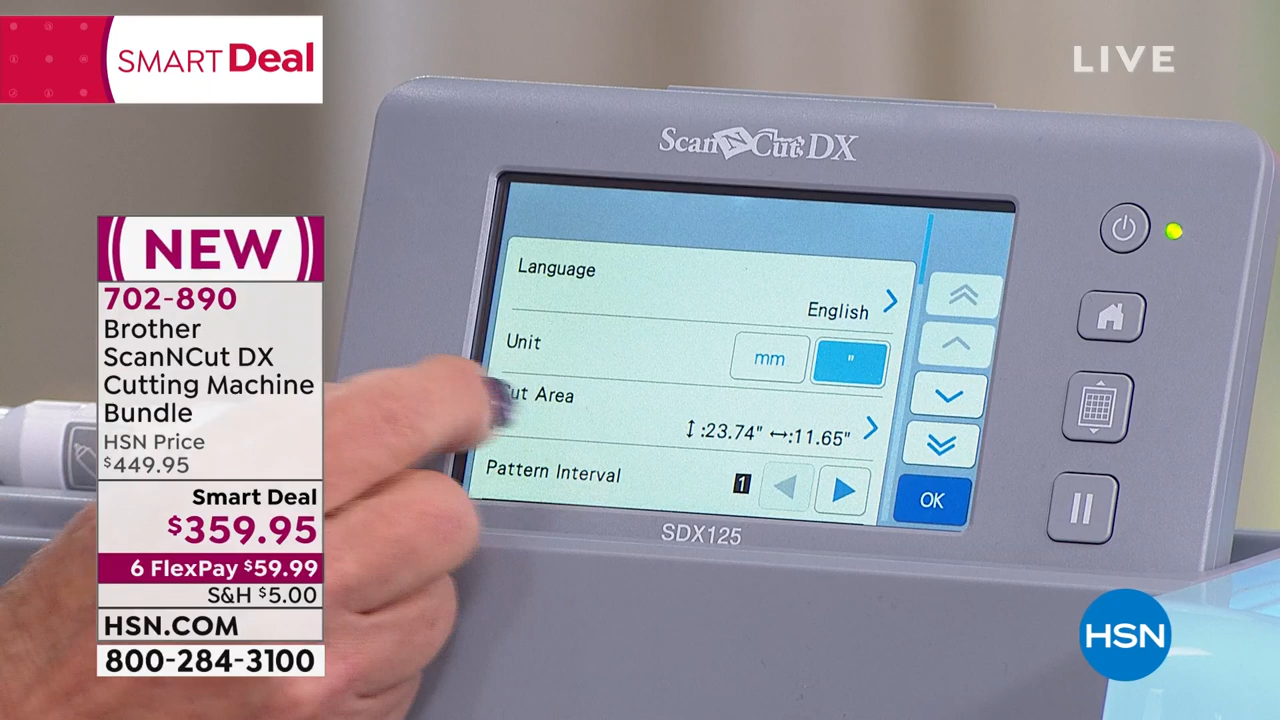 SMART Deal
LIVE
ScanNCut DX
NEW
702-890
Brother
ScanNCut DX
Cutting Machine
Bundle
HSN Price
$449.95
Smart Deal
$359.95
6 FlexPay $59.99
S&H $5.00
HSN.COM
800-284-3100
Language
English
Unit
mm "
Cut Area
↕:23.74" ↔:11.65"
Pattern Interval
1
OK
SDX125
HSN